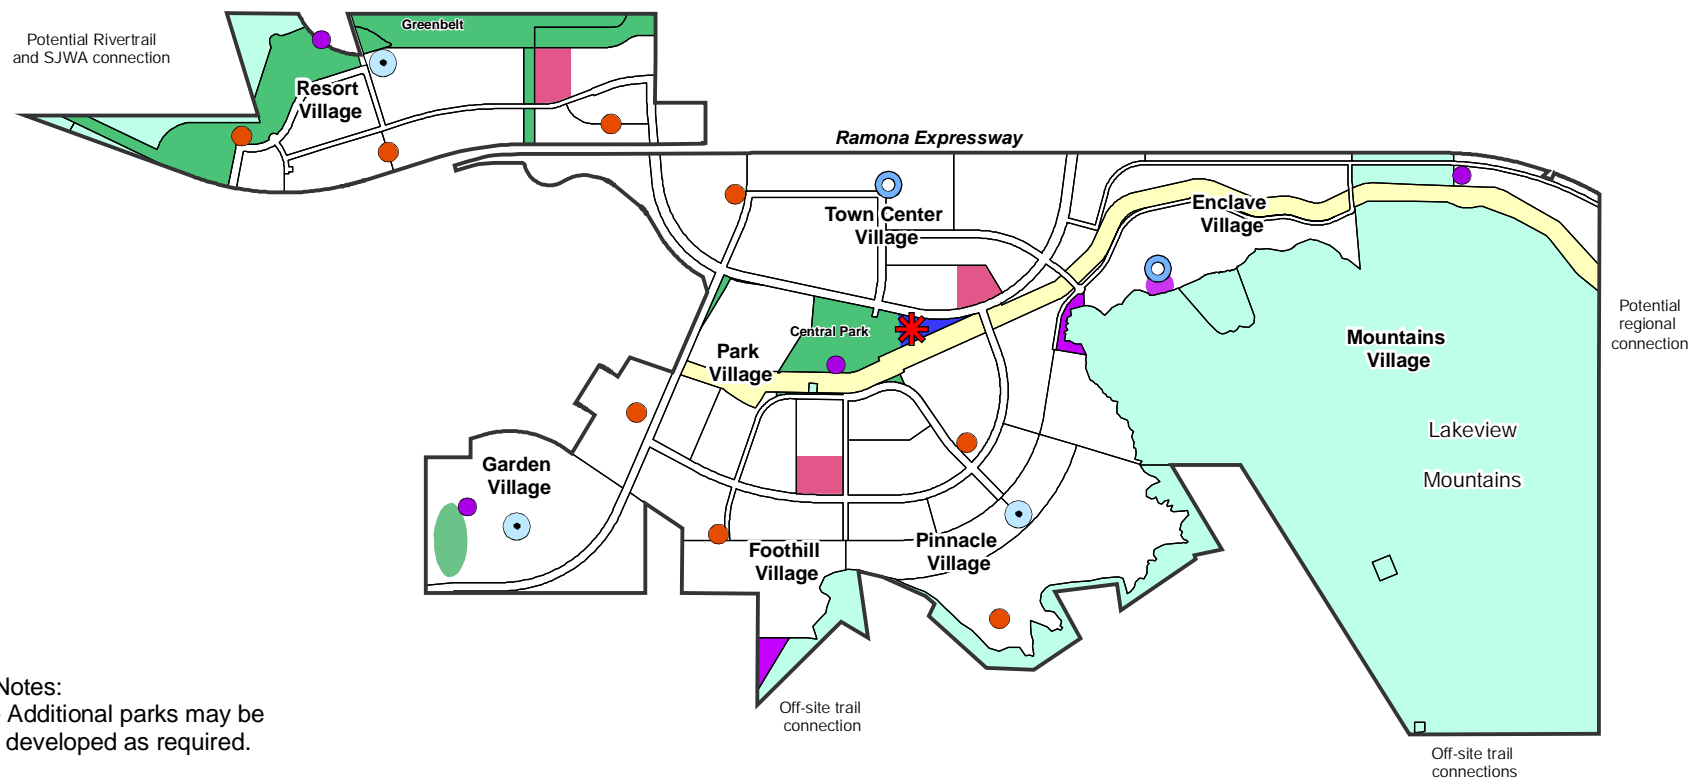 Greenbelt
Potential Rivertrail
and SJWA connection
Resort
Village
Ramona Expressway
Enclave
Village
Town Center
Village
Potential
regional
connection
Central Park
Mountains
Village
Park
Village
Lakeview
Mountains
Garden
Village
Pinnacle
Village
Foothill
Village
Notes:
Additional parks may be
developed as required.
Off-site trail
connection
Off-site trail
connections